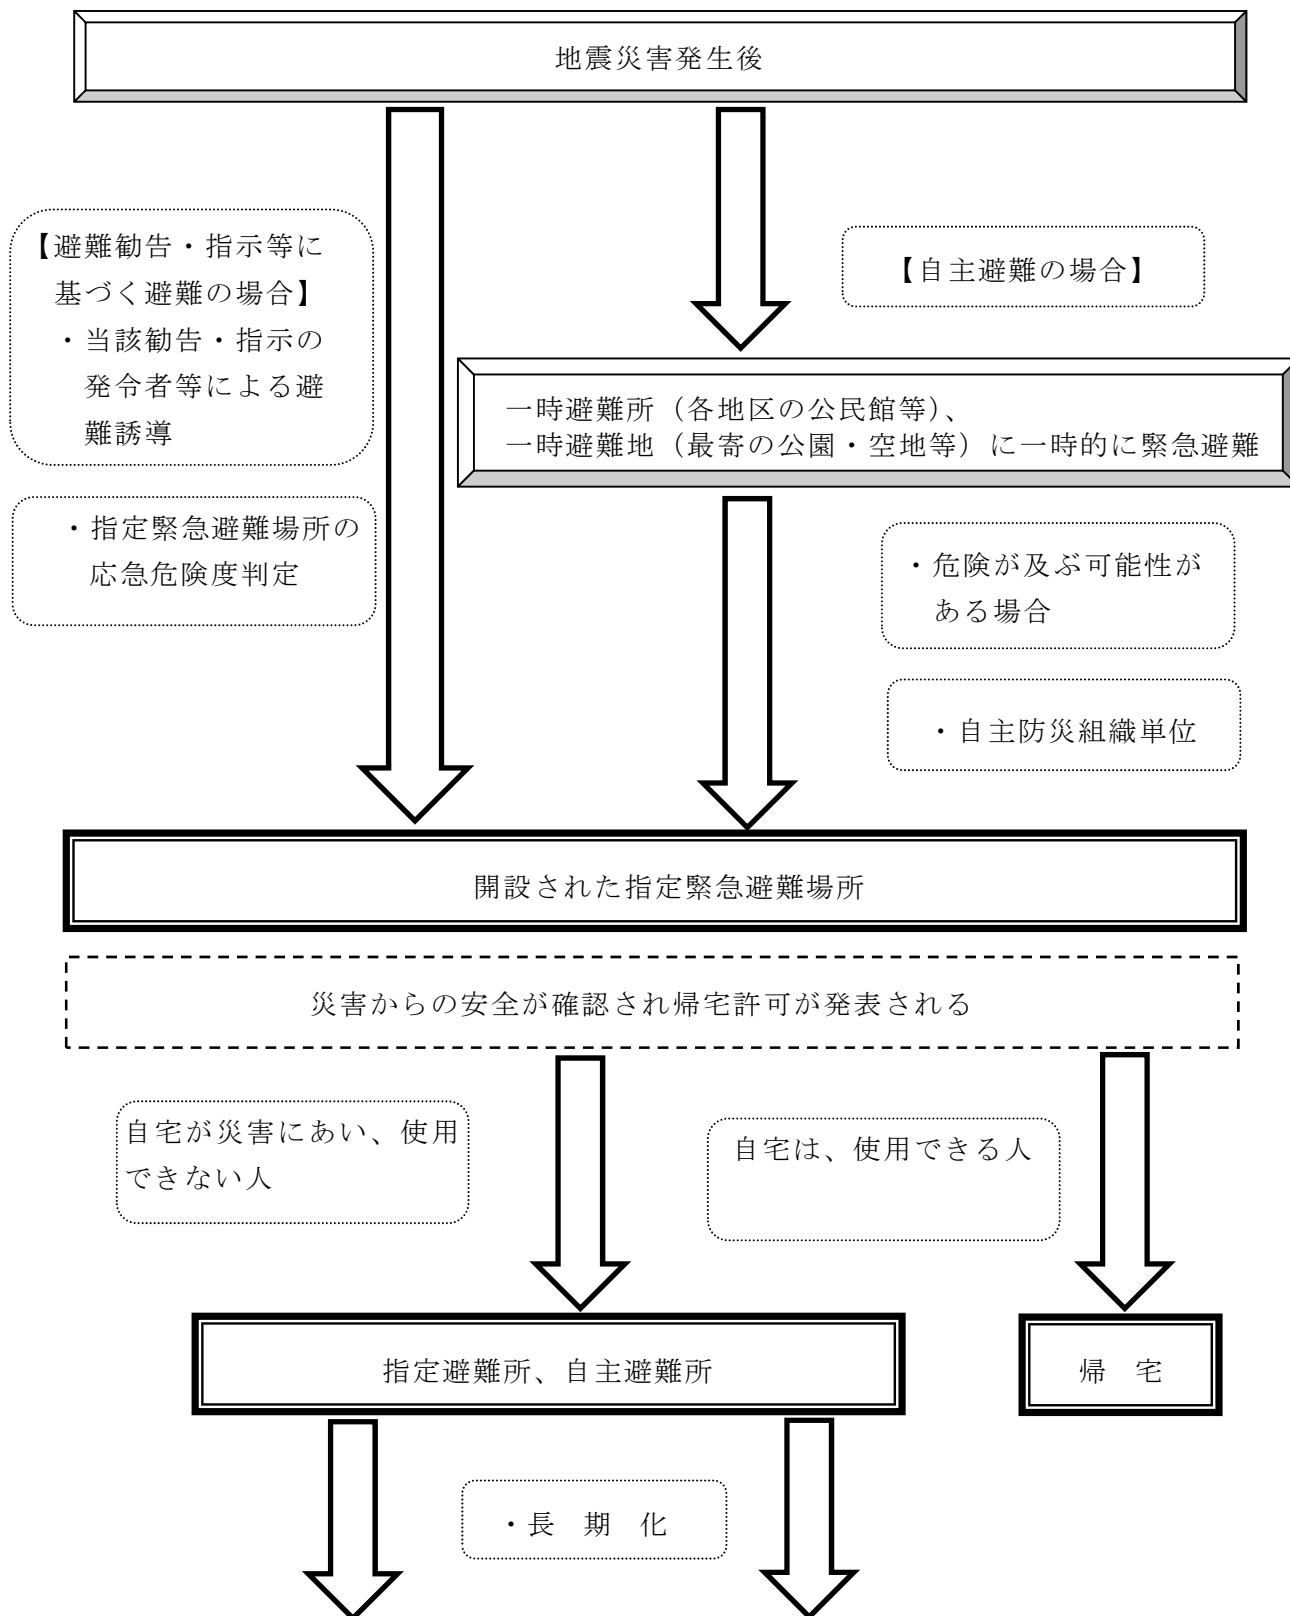 地震災害発生後
【避難勧告・指示等に
基づく避難の場合】
・当該勧告・指示の
発令者等による避
難誘導
・指定緊急避難場所の
応急危険度判定
【自主避難の場合】
一時避難所（各地区の公民館等）、
一時避難地（最寄の公園・空地等）に一時的に緊急避難
・危険が及ぶ可能性が
ある場合
・自主防災組織単位
開設された指定緊急避難場所
災害からの安全が確認され帰宅許可が発表される
自宅が災害にあい、使用
できない人
自宅は、使用できる人
指定避難所、自主避難所
帰　宅
・長　期　化